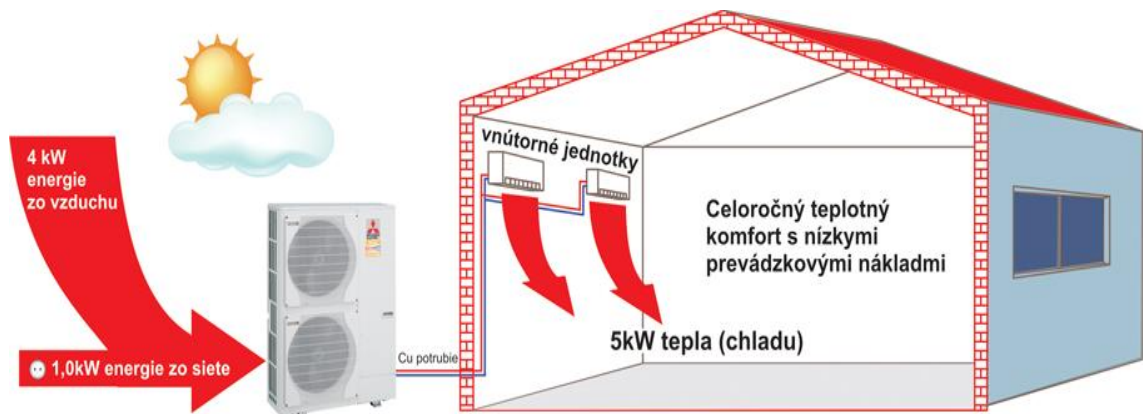 4 kW
energie
zo vzduchu
1,0kW energie zo siete
Cu potrubie
vnútorné jednotky
Celoročný teplotný
komfort s nízkymi
prevádzkovými nákladmi
5kW tepla (chladu)